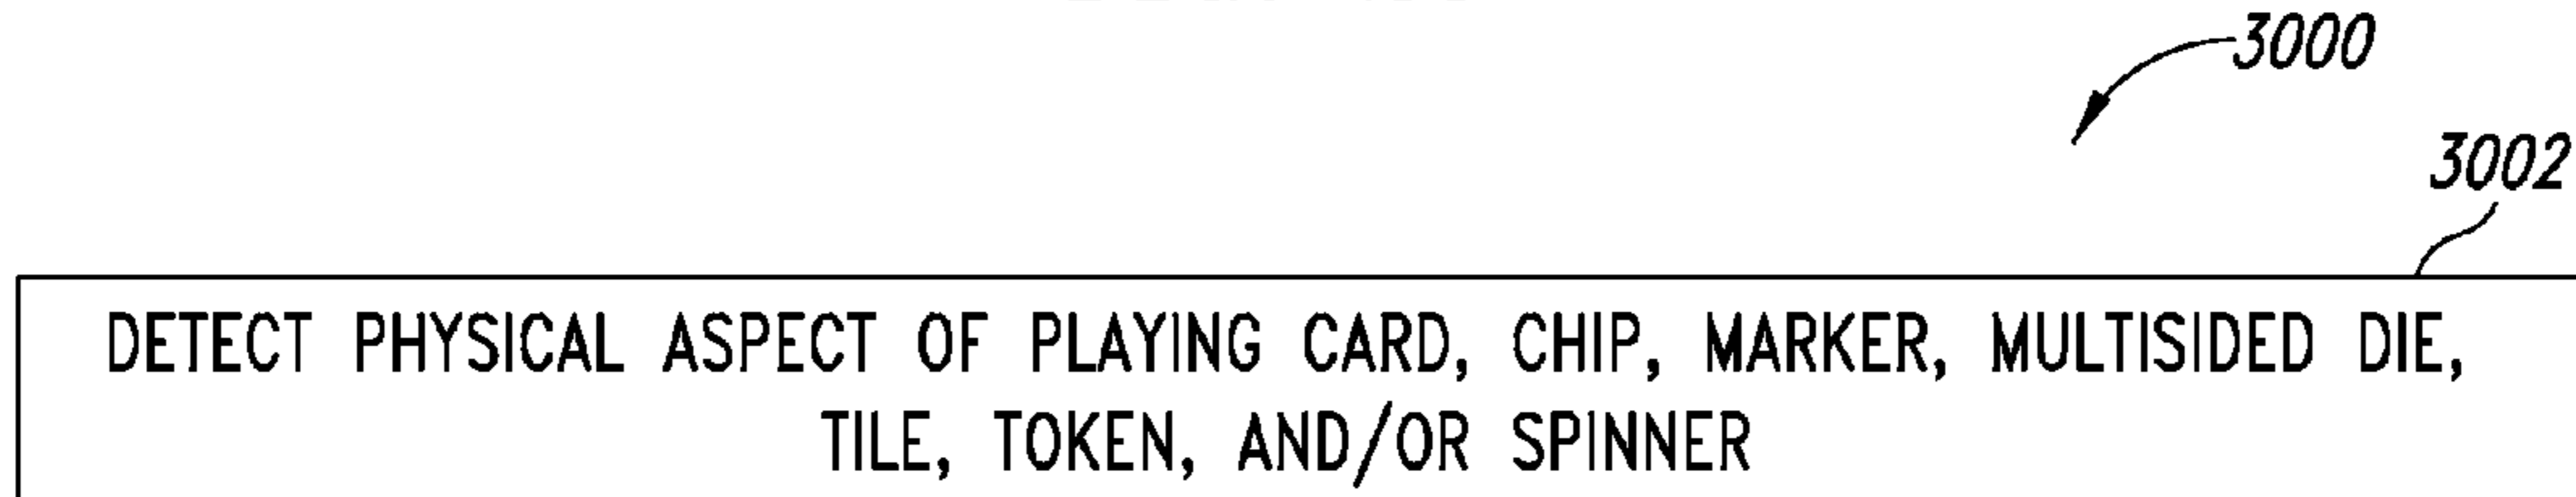 3000
3002
DETECT PHYSICAL ASPECT OF PLAYING CARD, CHIP, MARKER, MULTISIDED DIE,
TILE, TOKEN, AND/OR SPINNER